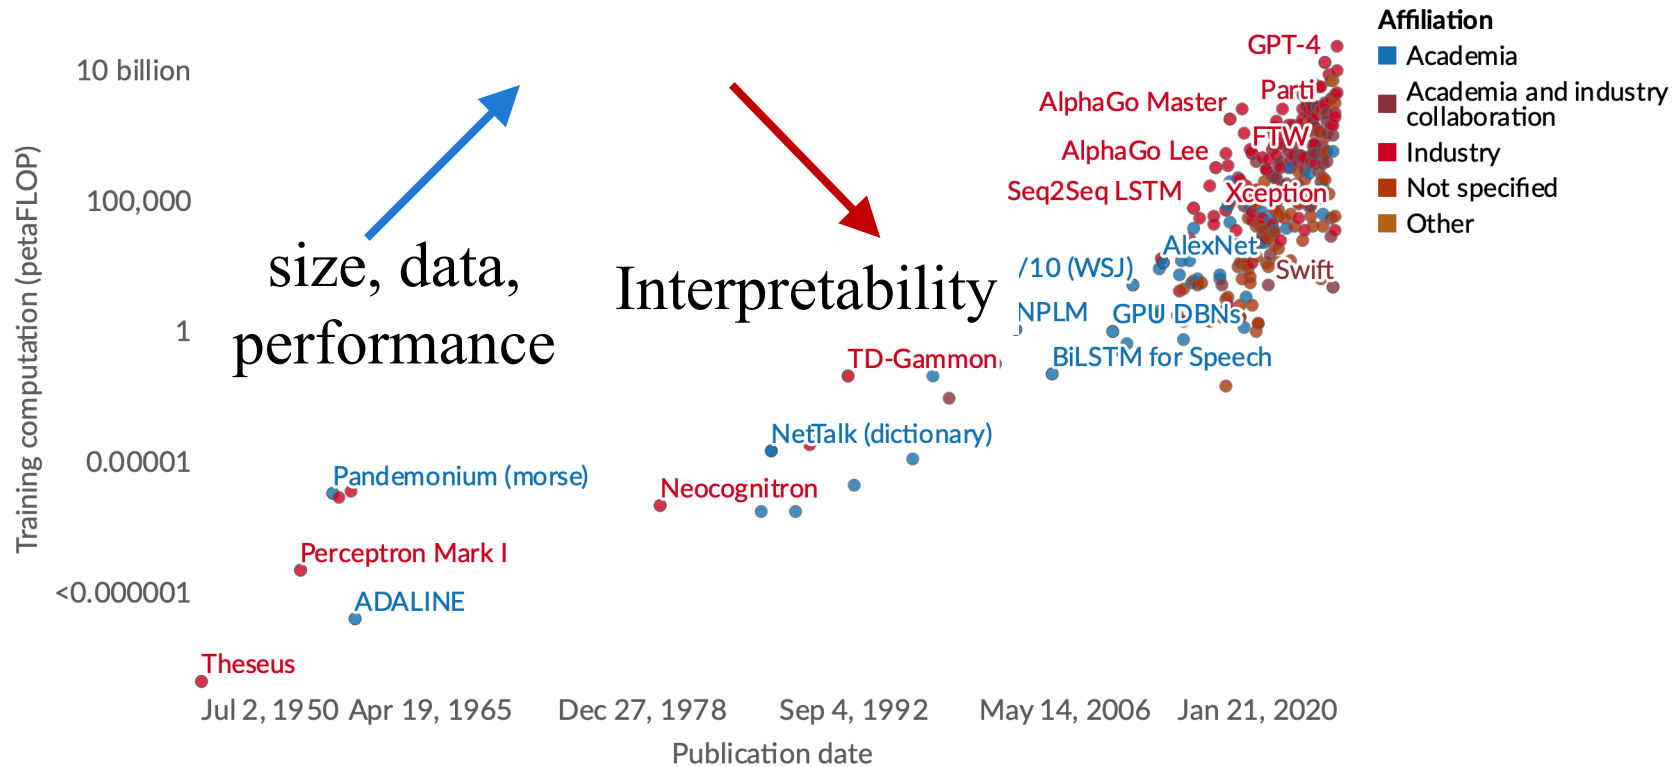 Affiliation
Academia
Academia and industry
collaboration
Industry
Not specified
Other
Training computation (petaFLOP)
10 billion
100,000
1
0.00001
<0.000001
size, data,
performance
Interpretability
GPT-4
Parti
AlphaGo Master
FTW
AlphaGo Lee
Seq2Seq LSTM
Xception
AlexNet
/10 (WSJ)
Swift
NPLM
GPU DBNs
BiLSTM for Speech
TD-Gammon
NetTalk (dictionary)
Pandemonium (morse)
Neocognitron
Perceptron Mark I
ADALINE
Theseus
Jul 2, 1950
Apr 19, 1965
Dec 27, 1978
Sep 4, 1992
May 14, 2006
Jan 21, 2020
Publication date